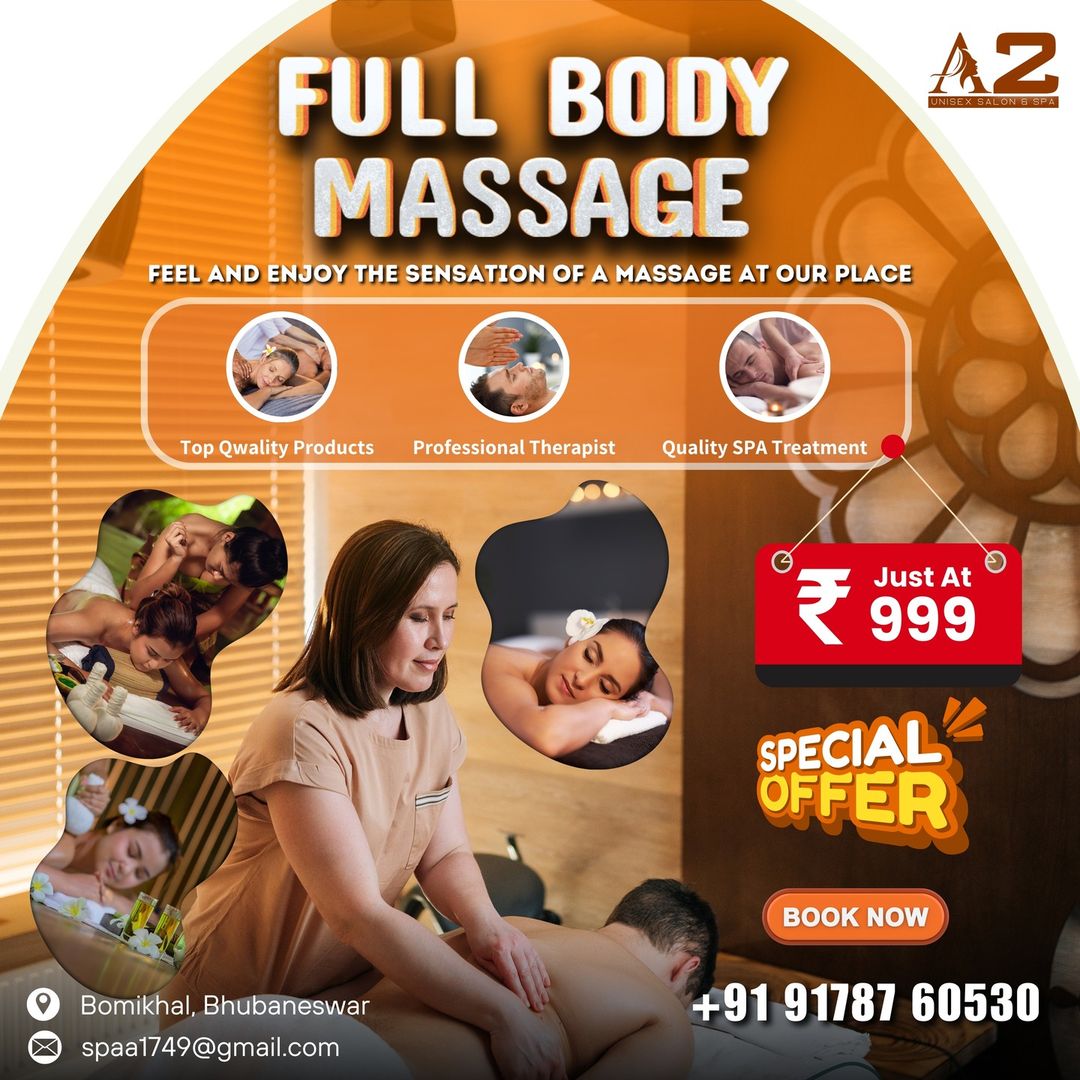 A2
UNISEX SALON & SPA
FULL BODY
MASSAGE
FEEL AND ENJOY THE SENSATION OF A MASSAGE AT OUR PLACE
Top Qwality Products
Professional Therapist
Quality SPA Treatment
₹ Just At
999
SPECIAL
OFFER
BOOK NOW
Bomikhal, Bhubaneswar
spaa1749@gmail.com
+91 91787 60530